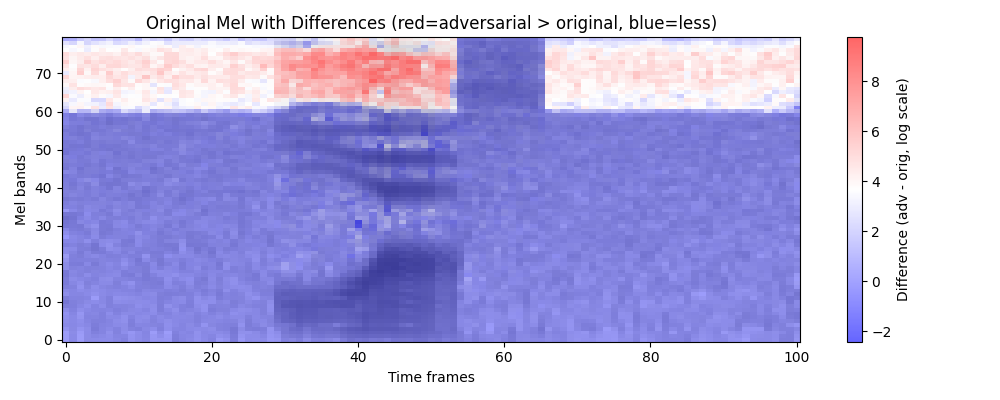 Original Mel with Differences (red=adversarial > original, blue=less)
Mel bands
70
60
50
40
30
20
10
0
0 20 40 60 80 100
Time frames
8
6
4
2
0
−2
Difference (adv - orig, log scale)